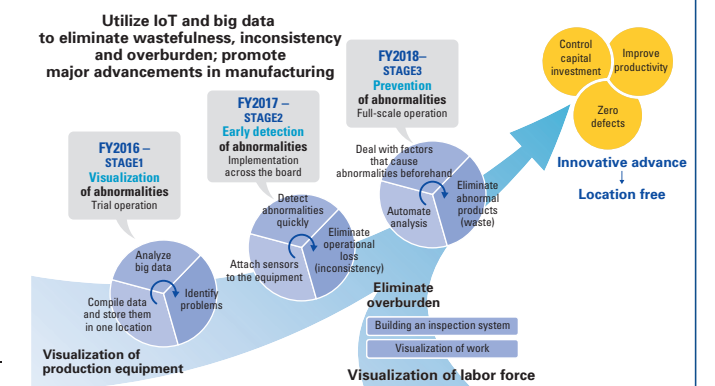 Utilize IoT and big data
to eliminate wastefulness, inconsistency
and overburden; promote
major advancements in manufacturing
FY2016 –
STAGE1
Visualization
of abnormalities
Trial operation
FY2017 –
STAGE2
Early detection
of abnormalities
Implementation
across the board
FY2018–
STAGE3
Prevention
of abnormalities
Full-scale operation
Control
capital
investment
Improve
productivity
Zero
defects
Innovative advance
↓
Location free
Analyze
big data
Compile data
and store them
in one location
Identify
problems
Detect
abnormalities
quickly
Attach sensors
to the equipment
Eliminate
operational
loss
(inconsistency)
Deal with factors
that cause
abnormalities beforehand
Automate
analysis
Eliminate
abnormal
products
(waste)
Eliminate
overburden
Building an inspection system
Visualization of work
Visualization of
production equipment
Visualization of labor force